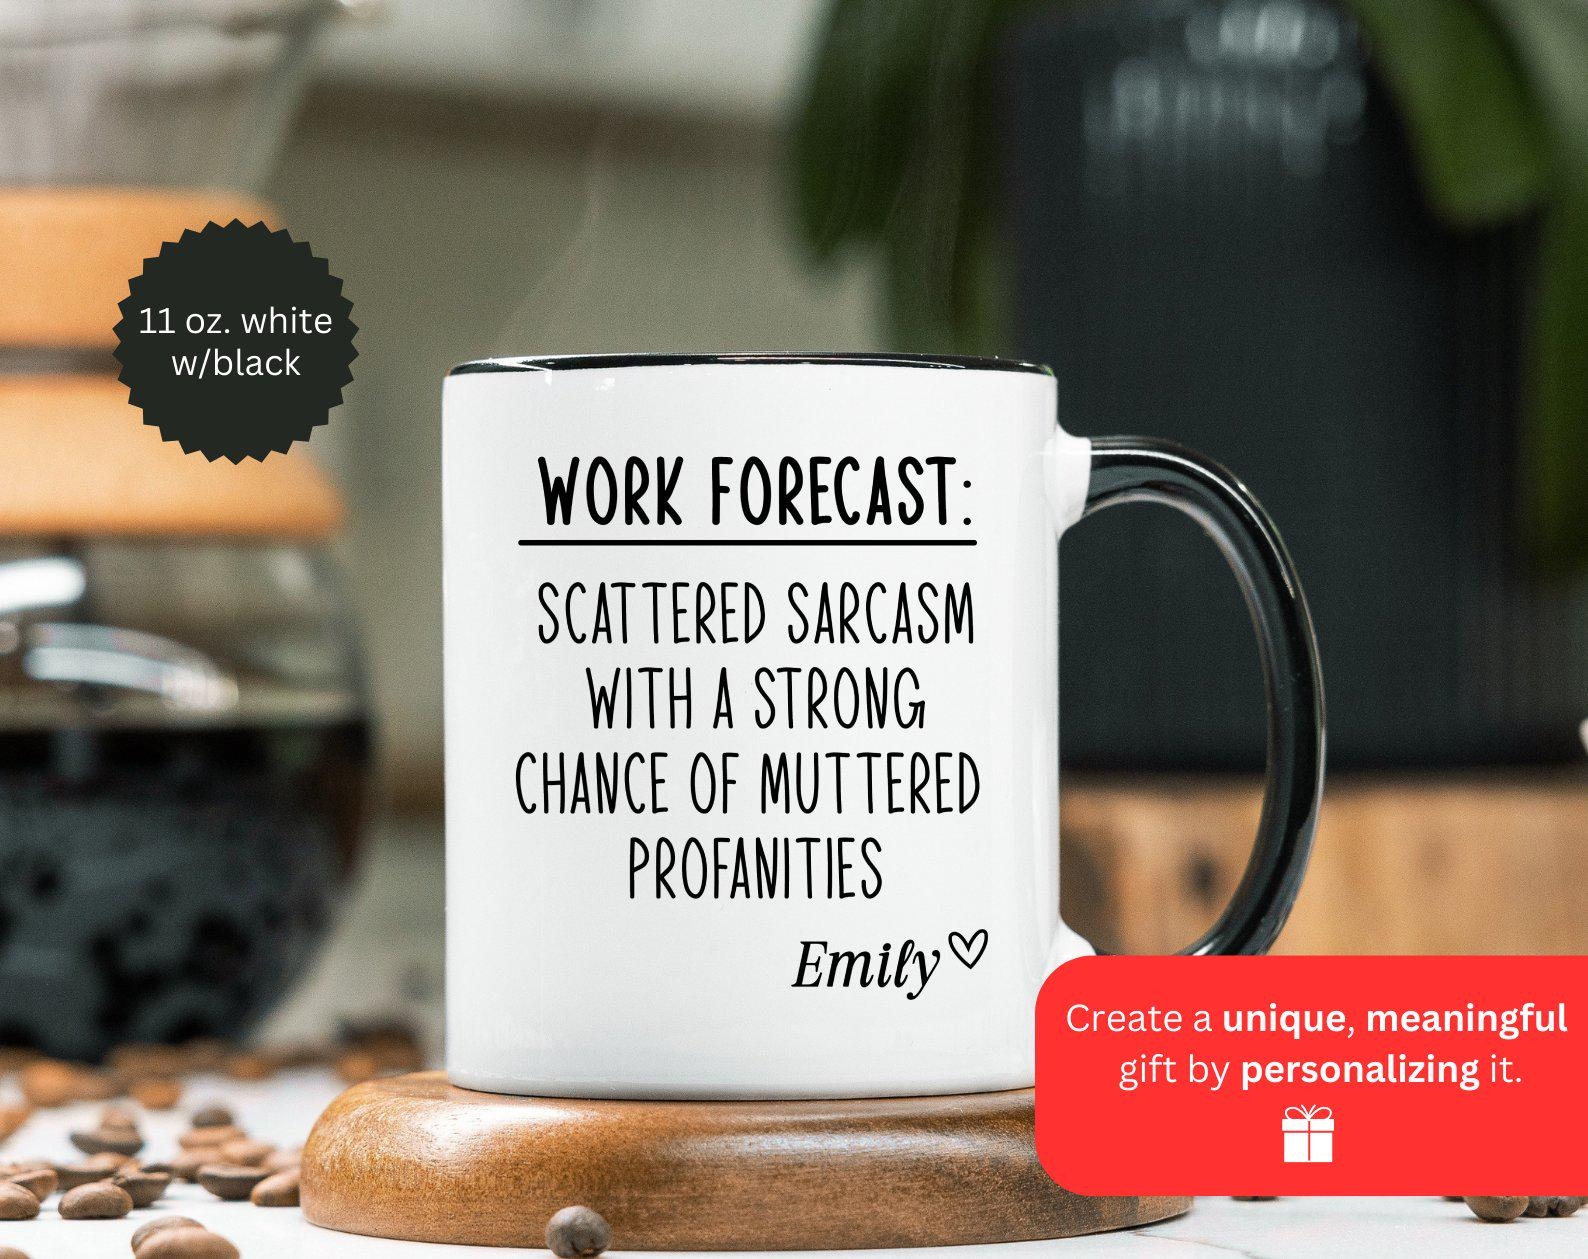 11 oz. white
w/black
WORK FORECAST:
SCATTERED SARCASM
WITH A STRONG
CHANCE OF MUTTERED
PROFANITIES
Emily
Create a unique, meaningful
gift by personalizing it.